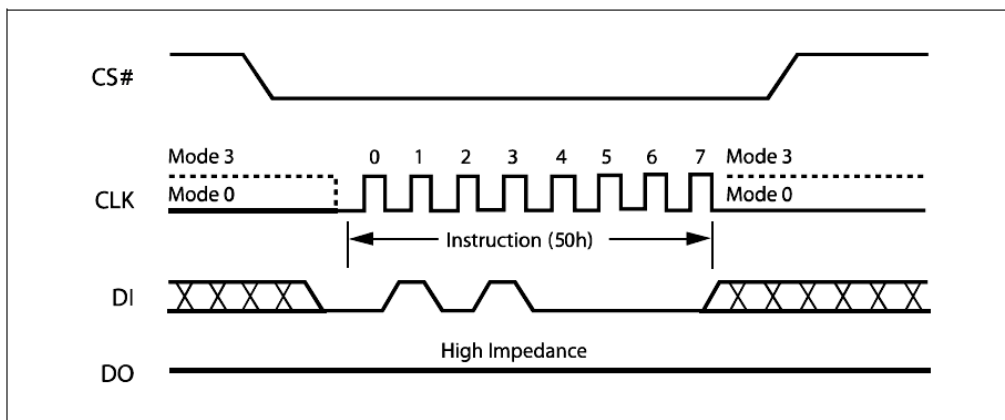 CS#
Mode 3 0 1 2 3 4 5 6 7 Mode 3
CLK Mode 0 Mode 0
Instruction (50h)
DI
High Impedance
DO